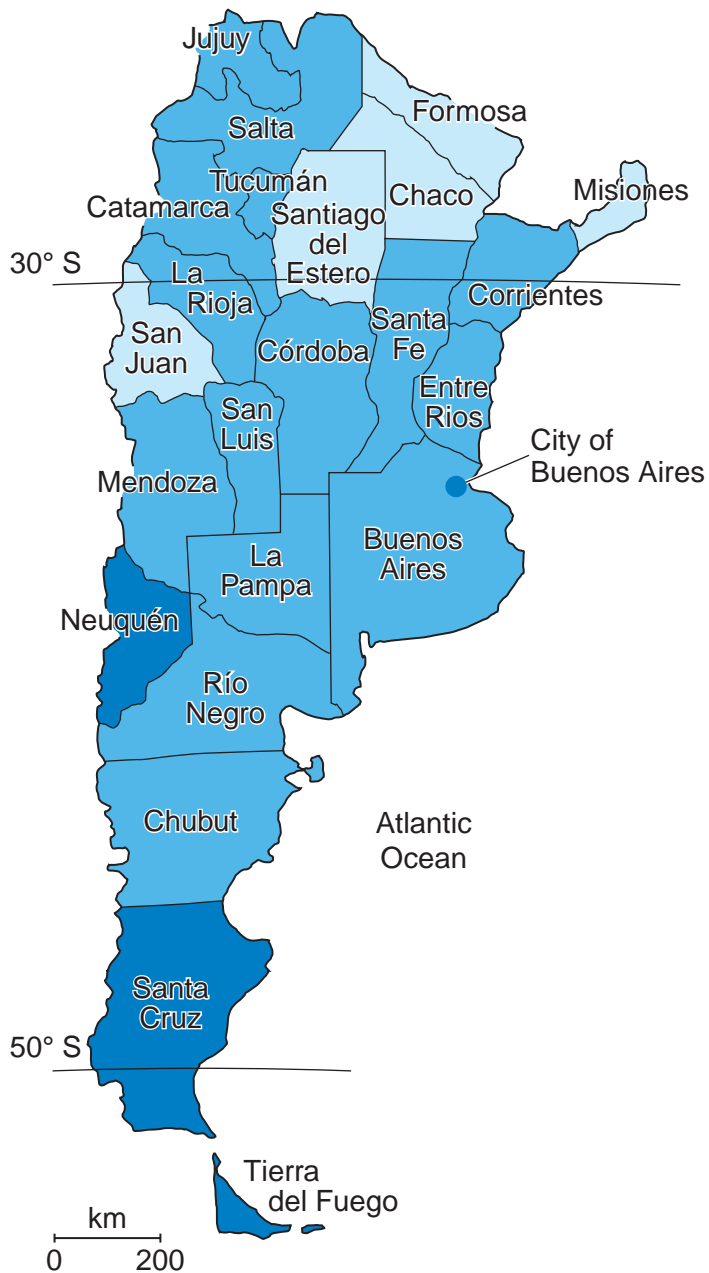 Jujuy
Formosa
Salta
Tucumán
Chaco
Misiones
Catamarca
Santiago
del
Estero
30° S
La
Rioja
Corrientes
San
Juan
Córdoba
Santa
Fe
Entre
Rios
San
Luis
City of
Buenos Aires
Mendoza
La
Pampa
Buenos
Aires
Neuquén
Río
Negro
Chubut
Atlantic
Ocean
Santa
Cruz
50° S
Tierra
del Fuego
km
0 200